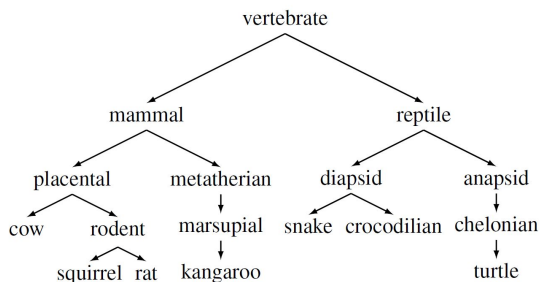 vertebrate
mammal reptile
placental metatherian diapsid anapsid
cow rodent marsupial snake crocodilian chelonian
squirrel rat kangaroo turtle